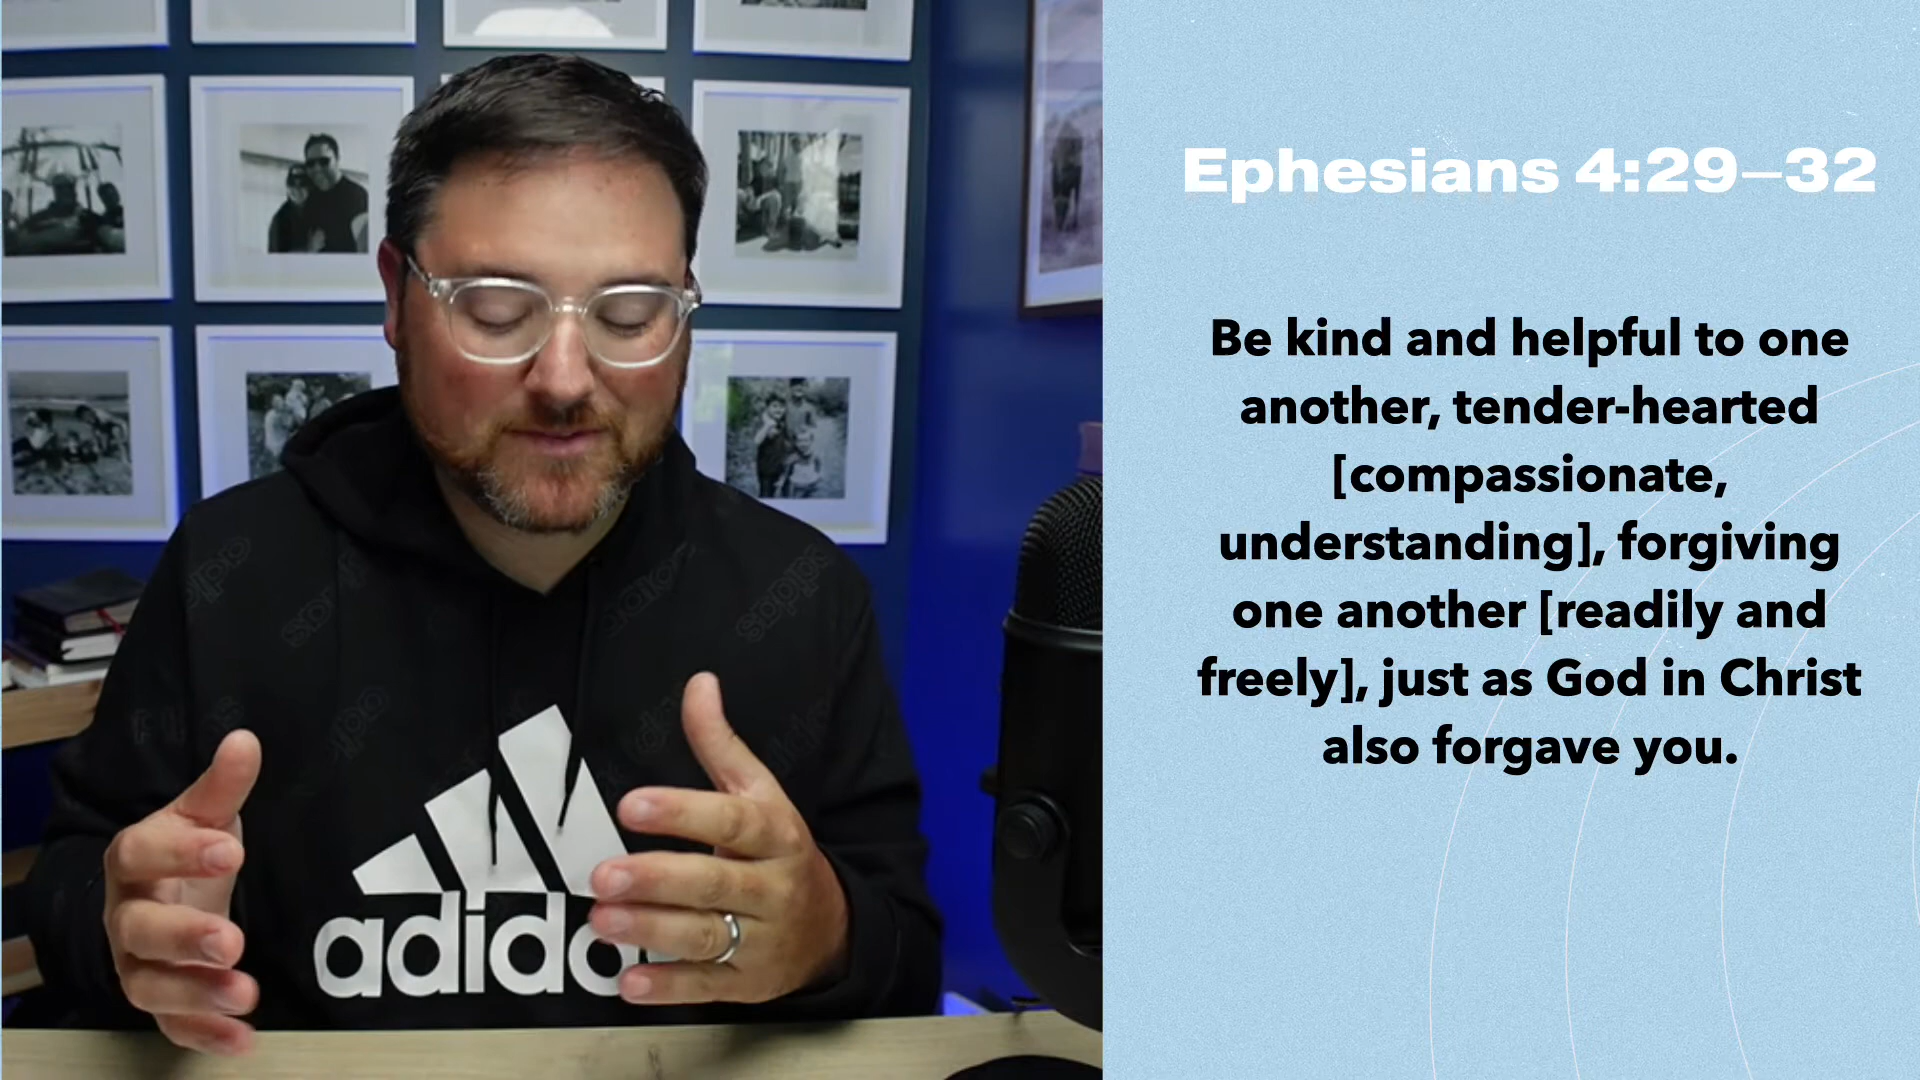 Ephesians 4:29–32
Be kind and helpful to one
another, tender-hearted
[compassionate,
understanding], forgiving
one another [readily and
freely], just as God in Christ
also forgave you.